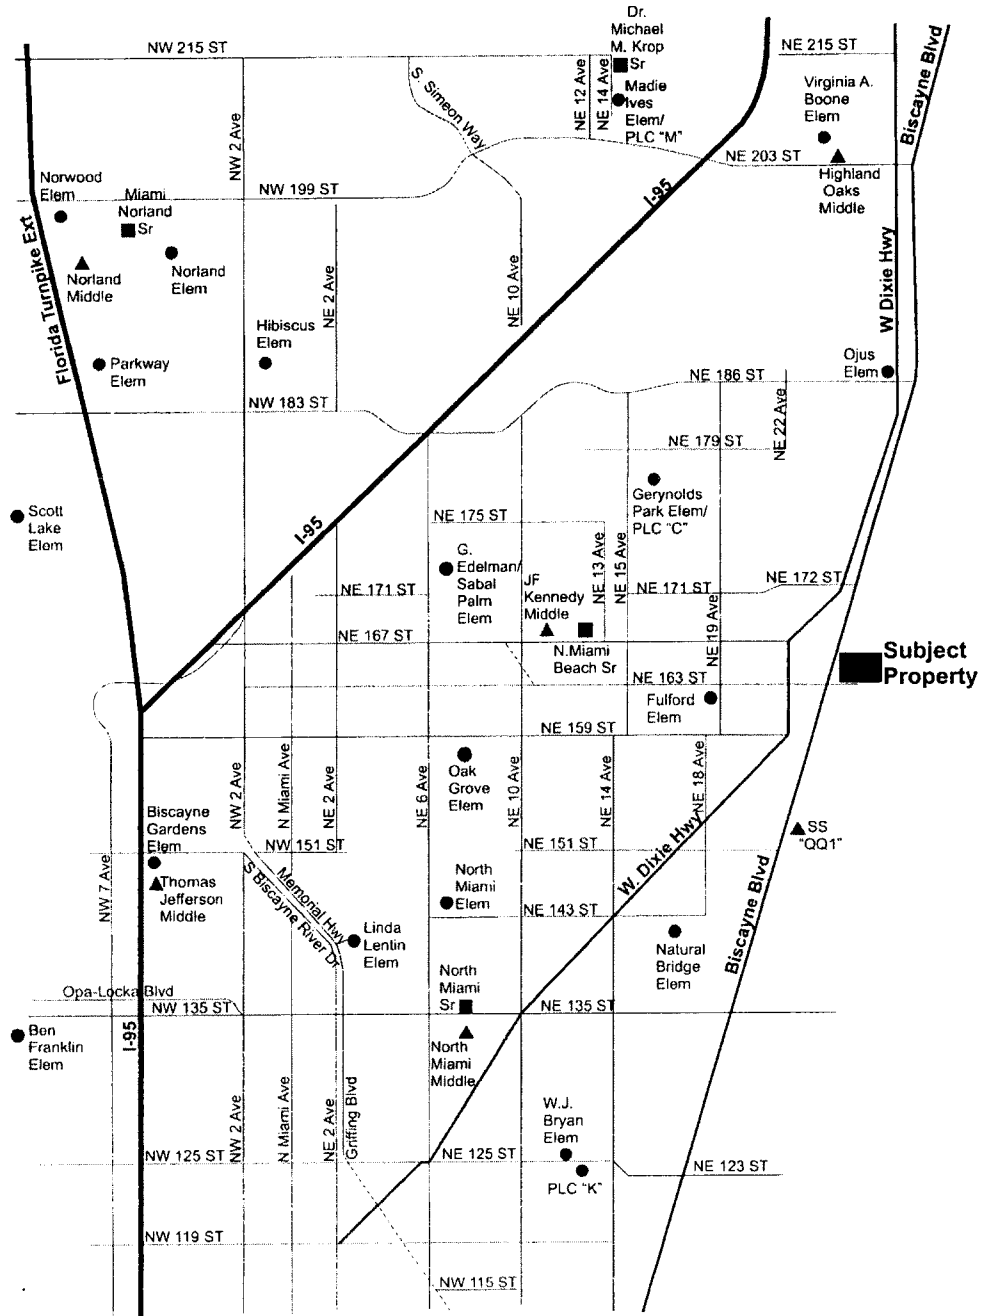 Dr.
Michael
M. Krop
Sr
NW 215 ST
NE 215 ST
Biscayne Blvd
S. Simeon Way
NE 12 Ave
NE 14 Ave
Madie
Ives
Elem/
PLC "M"
Virginia A.
Boone
Elem
NW 2 Ave
NE 203 ST
Highland
Oaks
Middle
Norwood
Elem
Miami
Norland
Sr
NW 199 ST
I-95
Florida Turnpike Ext
Norland
Middle
Norland
Elem
NE 2 Ave
NE 10 Ave
W Dixie Hwy
Hibiscus
Elem
Parkway
Elem
Ojus
Elem
NE 186 ST
NW 183 ST
NE 22 Ave
NE 179 ST
Scott
Lake
Elem
Gerynolds
Park Elem/
PLC "C"
NE 175 ST
I-95
G.
Edelman/
Sabal
Palm
Elem
JF
Kennedy
Middle
NE 13 Ave
NE 15 Ave
NE 171 ST
NE 171 ST
NE 172 ST
NE 19 Ave
NE 167 ST
N.Miami
Beach Sr
Subject
Property
NE 163 ST
Fulford
Elem
NE 159 ST
NW 2 Ave
N Miami Ave
NE 2 Ave
NE 6 Ave
Oak
Grove
Elem
NE 10 Ave
NE 14 Ave
NE 18 Ave
Biscayne
Gardens
Elem
SS
"QQ1"
NW 151 ST
NE 151 ST
W. Dixie Hwy
NW 7 Ave
Thomas
Jefferson
Middle
Memorial Hwy
S Biscayne River Dr
North
Miami
Elem
NE 143 ST
Biscayne Blvd
Linda
Lentin
Elem
Natural
Bridge
Elem
North
Miami
Sr
Opa-Locka Blvd
NW 135 ST
NE 135 ST
Ben
Franklin
Elem
I-95
North
Miami
Middle
NW 2 Ave
N Miami Ave
NE 2 Ave
Griffing Blvd
W.J.
Bryan
Elem
NW 125 ST
NE 125 ST
NE 123 ST
PLC "K"
NW 119 ST
NW 115 ST